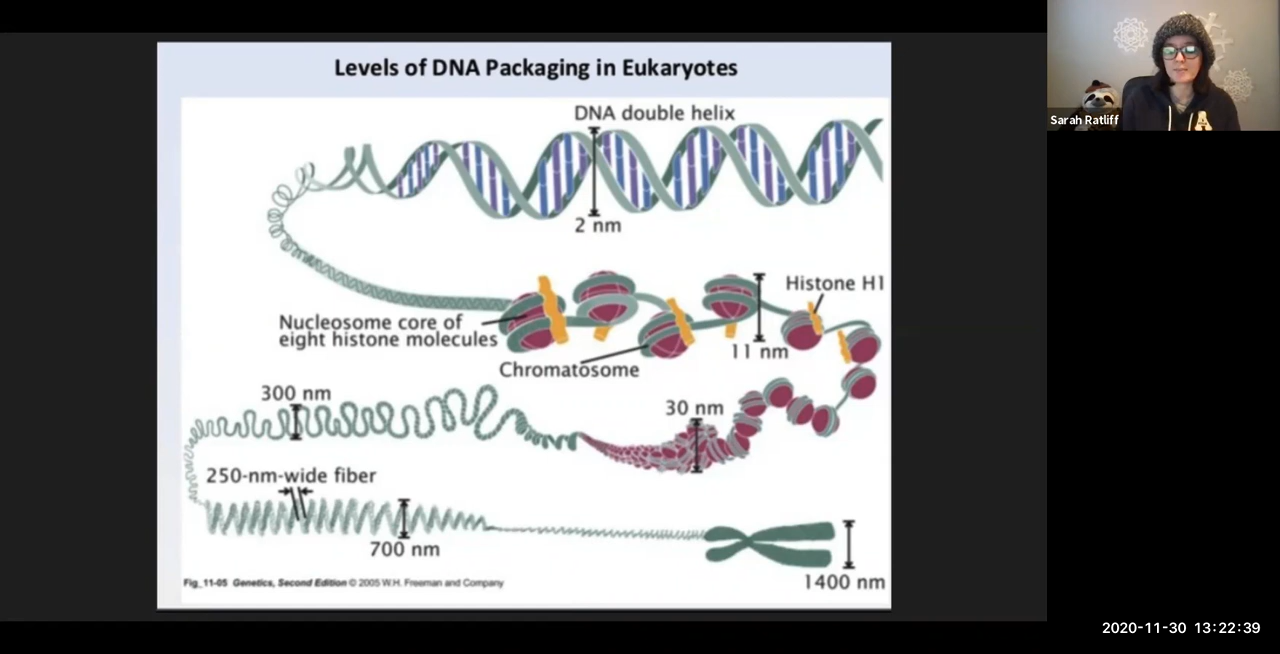 Levels of DNA Packaging in Eukaryotes
DNA double helix
2 nm
Histone H1
Nucleosome core of
eight histone molecules
11 nm
Chromatosome
300 nm
30 nm
250-nm-wide fiber
700 nm
1400 nm
Fig_11-05 Genetics, Second Edition © 2005 W.H. Freeman and Company
Sarah Ratliff
2020-11-30 13:22:39